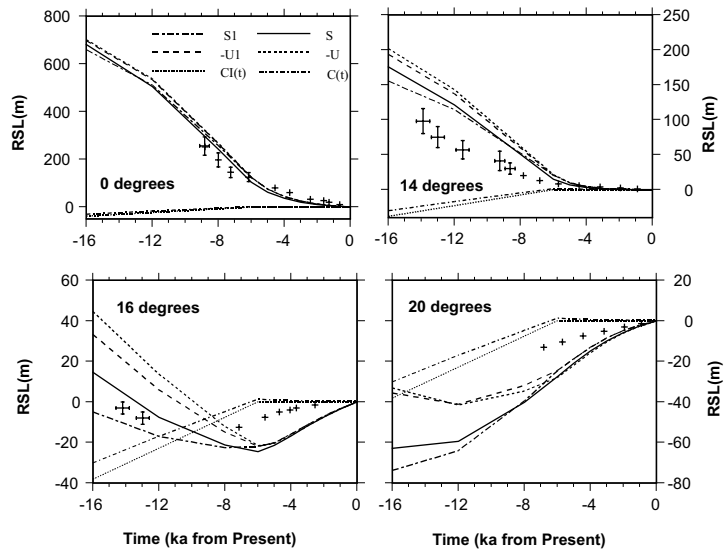 800
600
400
200
0
RSL(m)
S1
S
-U1
-U
CI(t)
C(t)
0 degrees
-16
-12
-8
-4
0
250
200
150
100
50
0
RSL(m)
14 degrees
-16
-12
-8
-4
0
60
40
20
0
-20
-40
RSL(m)
16 degrees
-16
-12
-8
-4
0
Time (ka from Present)
20
0
-20
-40
-60
-80
RSL(m)
20 degrees
-16
-12
-8
-4
0
Time (ka from Present)